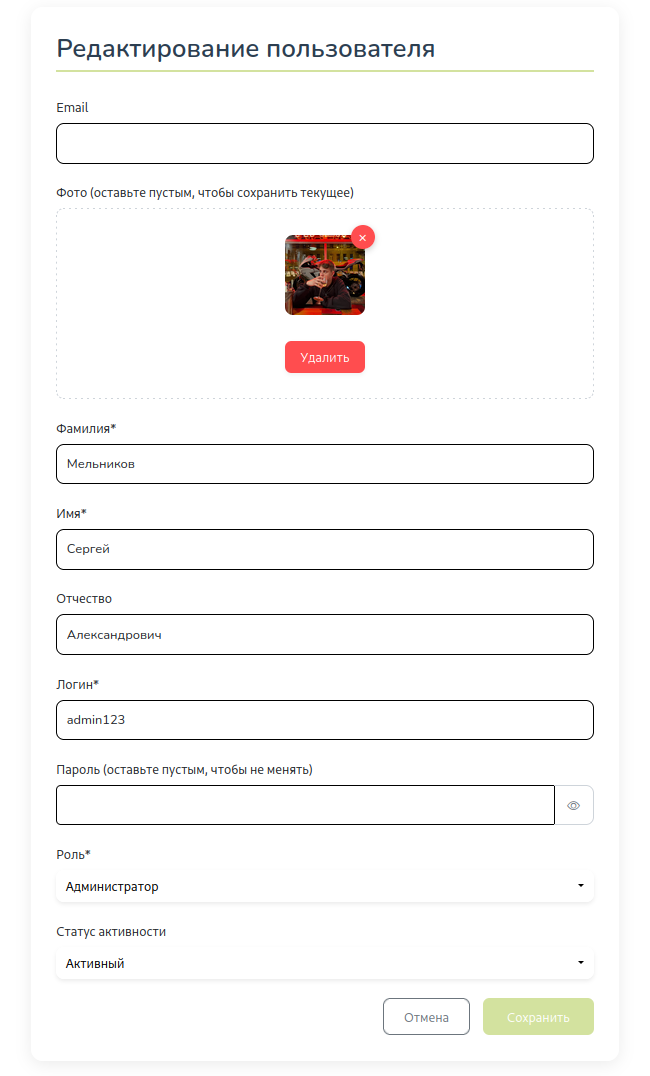 Редактирование пользователя
Email
Фото (оставьте пустым, чтобы сохранить текущее)
Удалить
Фамилия*
Мельников
Имя*
Сергей
Отчество
Александрович
Логин*
admin123
Пароль (оставьте пустым, чтобы не менять)
Роль*
Администратор
Статус активности
Активный
Отмена
Сохранить